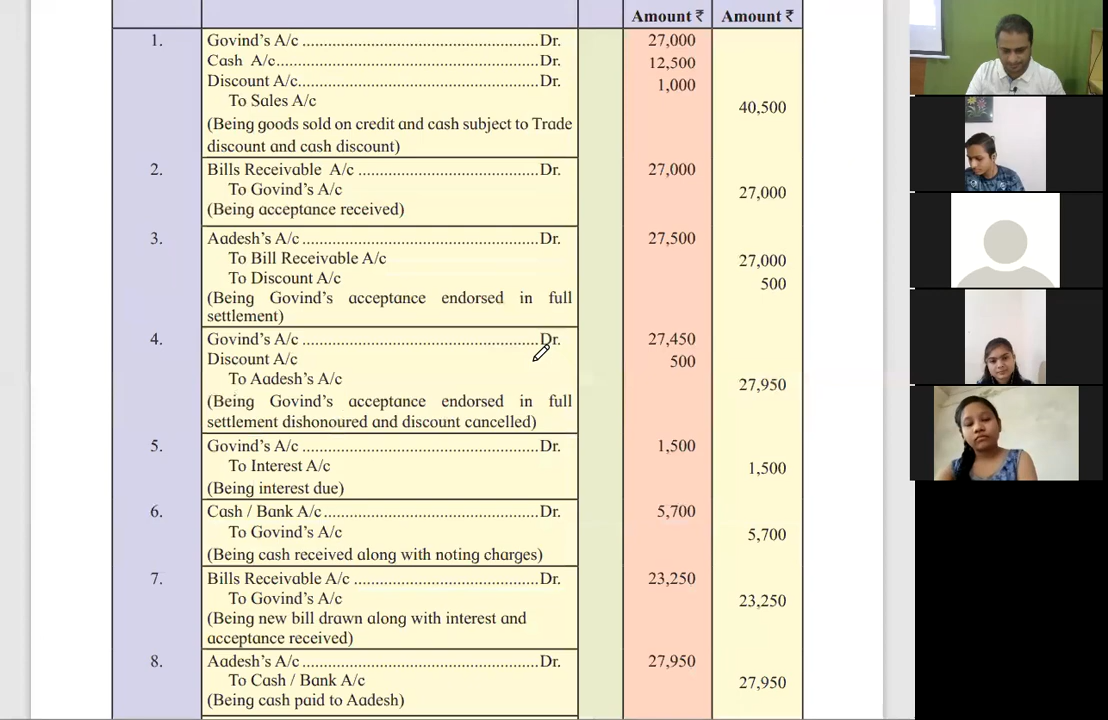 Amount ₹ Amount ₹
1. Govind's A/c ....................................................... Dr. 27,000
Cash A/c............................................................. Dr. 12,500
Discount A/c........................................................ Dr. 1,000
To Sales A/c 40,500
(Being goods sold on credit and cash subject to Trade
discount and cash discount)
2. Bills Receivable A/c .......................................... Dr. 27,000
To Govind's A/c 27,000
(Being acceptance received)
3. Aadesh's A/c ....................................................... Dr. 27,500
To Bill Receivable A/c 27,000
To Discount A/c 500
(Being Govind's acceptance endorsed in full
settlement)
4. Govind's A/c ....................................................... Dr. 27,450
Discount A/c 500
To Aadesh's A/c 27,950
(Being Govind's acceptance endorsed in full
settlement dishonoured and discount cancelled)
5. Govind's A/c ....................................................... Dr. 1,500
To Interest A/c 1,500
(Being interest due)
6. Cash / Bank A/c .................................................. Dr. 5,700
To Govind's A/c 5,700
(Being cash received along with noting charges)
7. Bills Receivable A/c ........................................... Dr. 23,250
To Govind's A/c 23,250
(Being new bill drawn along with interest and
acceptance received)
8. Aadesh's A/c ....................................................... Dr. 27,950
To Cash / Bank A/c 27,950
(Being cash paid to Aadesh)